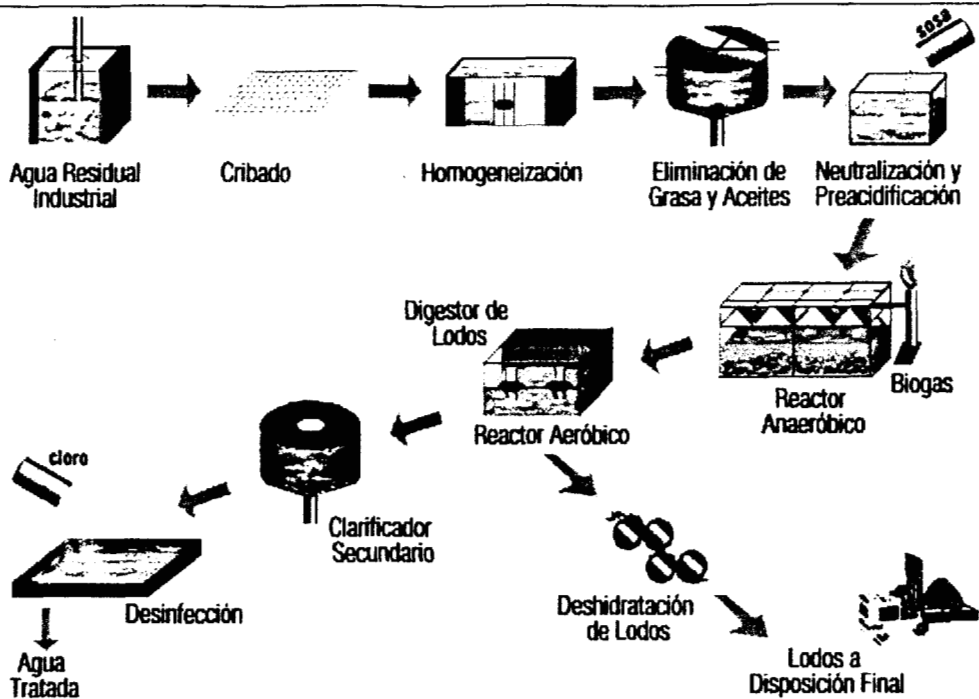 sosa
Agua Residual
Industrial
Cribado
Homogeneización
Eliminación de
Grasa y Aceites
Neutralización y
Preacidificación
Digestor de
Lodos
Reactor Aeróbico
Reactor
Anaeróbico
Biogas
cloro
Clarificador
Secundario
Desinfección
Deshidratación
de Lodos
Agua
Tratada
Lodos a
Disposición Final